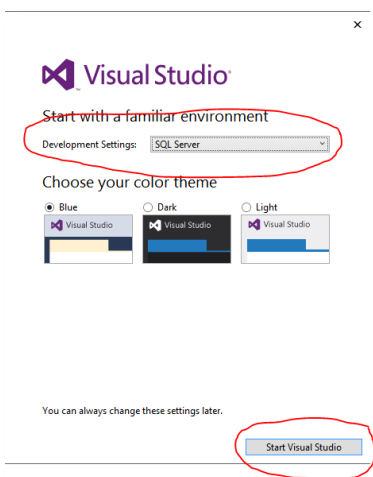 Visual Studio
Start with a familiar environment
Development Settings: SQL Server
Choose your color theme
Blue Dark Light
Visual Studio Visual Studio Visual Studio
You can always change these settings later.
Start Visual Studio